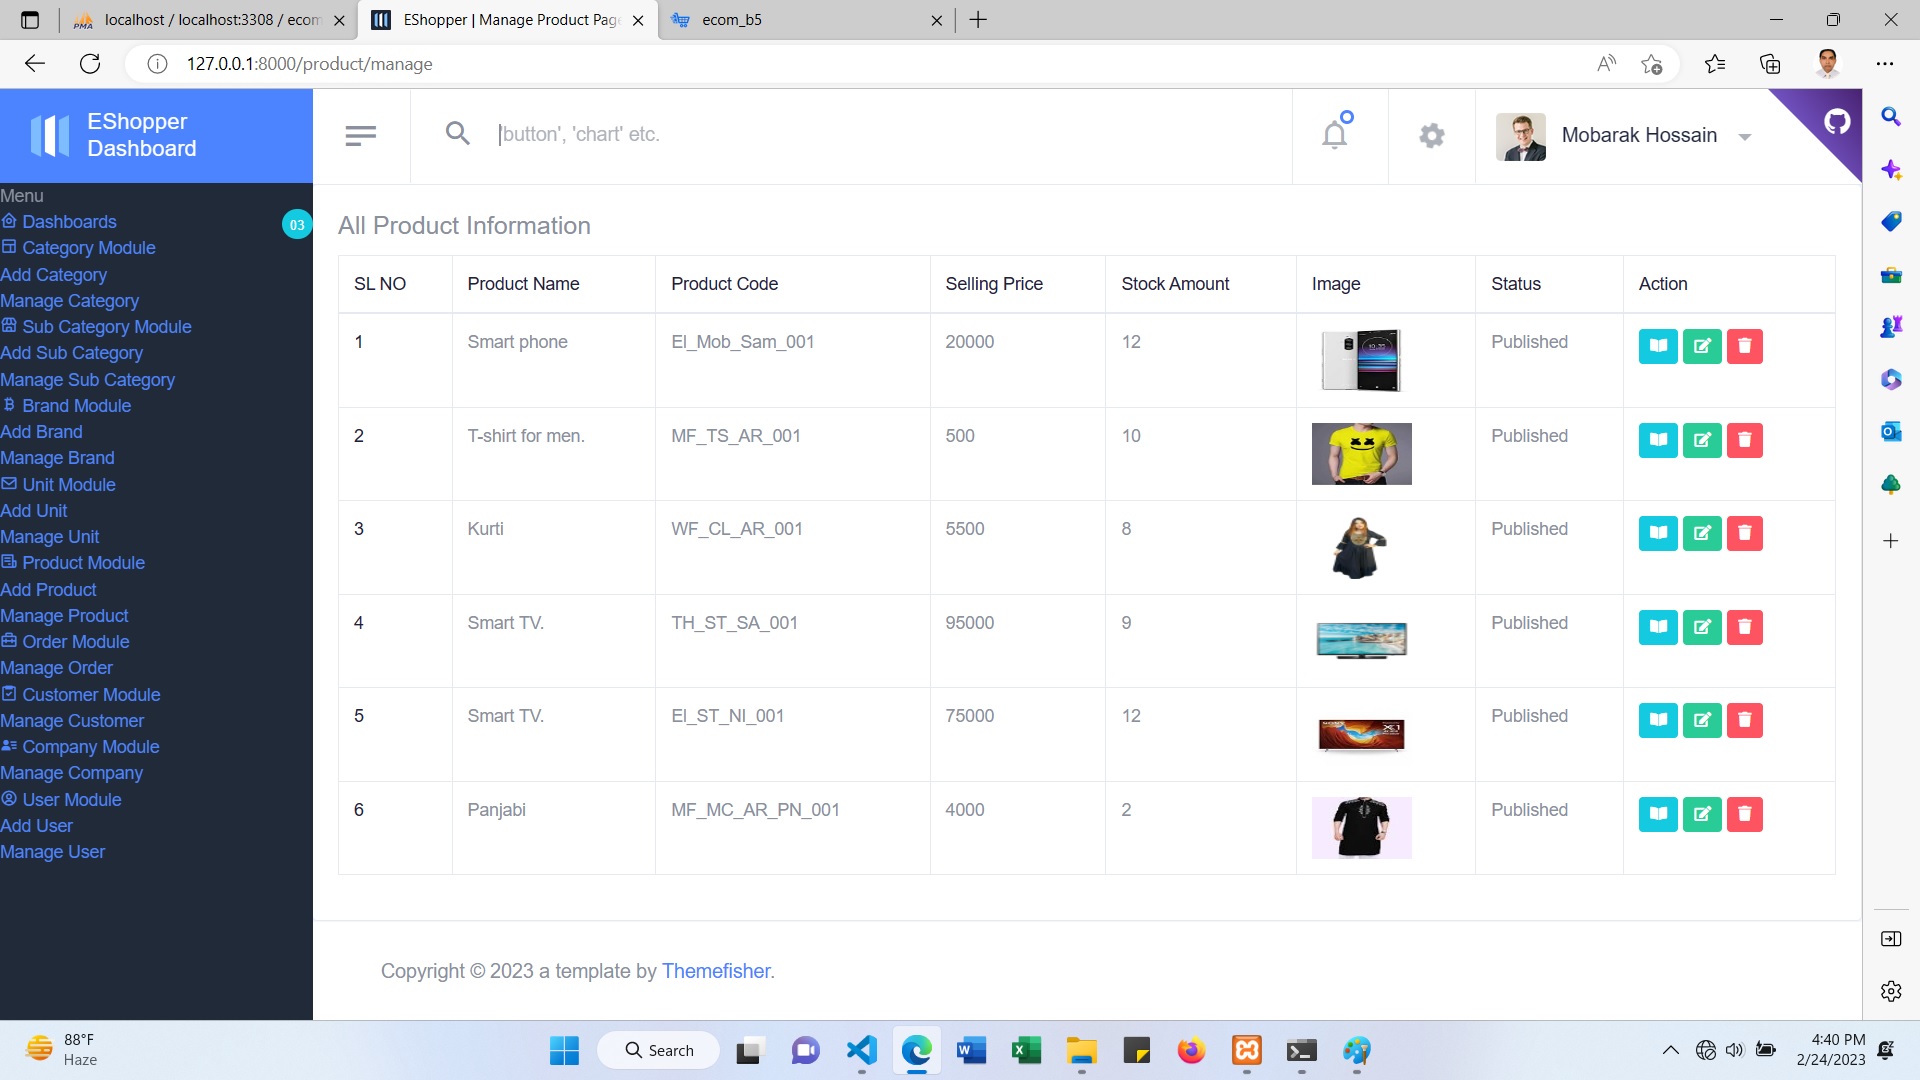 localhost / localhost:3308 / ecom
EShopper | Manage Product Page
ecom_b5
127.0.0.1:8000/product/manage
EShopper
Dashboard
'button', 'chart' etc.
Mobarak Hossain
Menu
Dashboards
03
Category Module
Add Category
Manage Category
Sub Category Module
Add Sub Category
Manage Sub Category
Brand Module
Add Brand
Manage Brand
Unit Module
Add Unit
Manage Unit
Product Module
Add Product
Manage Product
Order Module
Manage Order
Customer Module
Manage Customer
Company Module
Manage Company
User Module
Add User
Manage User
All Product Information
SL NO Product Name Product Code Selling Price Stock Amount Image Status Action
1 Smart phone El_Mob_Sam_001 20000 12 Published
2 T-shirt for men. MF_TS_AR_001 500 10 Published
3 Kurti WF_CL_AR_001 5500 8 Published
4 Smart TV. TH_ST_SA_001 95000 9 Published
5 Smart TV. El_ST_NI_001 75000 12 Published
6 Panjabi MF_MC_AR_PN_001 4000 2 Published
Copyright © 2023 a template by Themefisher.
88°F
Haze
Search
4:40 PM
2/24/2023